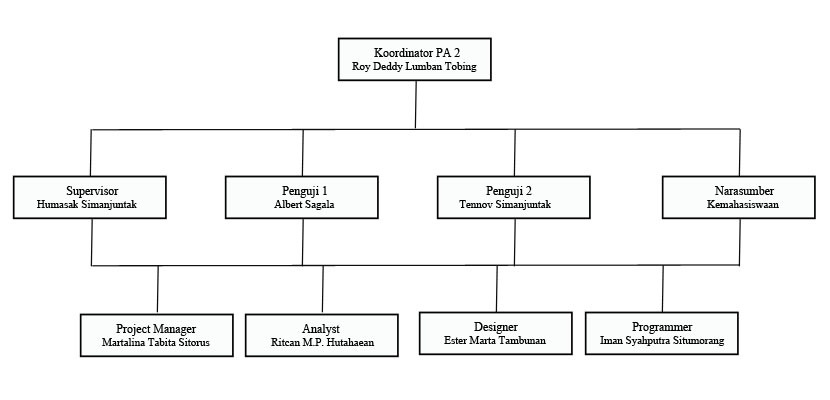 Koordinator PA 2
Roy Deddy Lumban Tobing
Supervisor
Humasak Simanjuntak
Penguji 1
Albert Sagala
Penguji 2
Tennov Simanjuntak
Narasumber
Kemahasiswaan
Project Manager
Martalina Tabita Sitorus
Analyst
Ritcan M.P. Hutahaean
Designer
Ester Marta Tambunan
Programmer
Iman Syahputra Situmorang